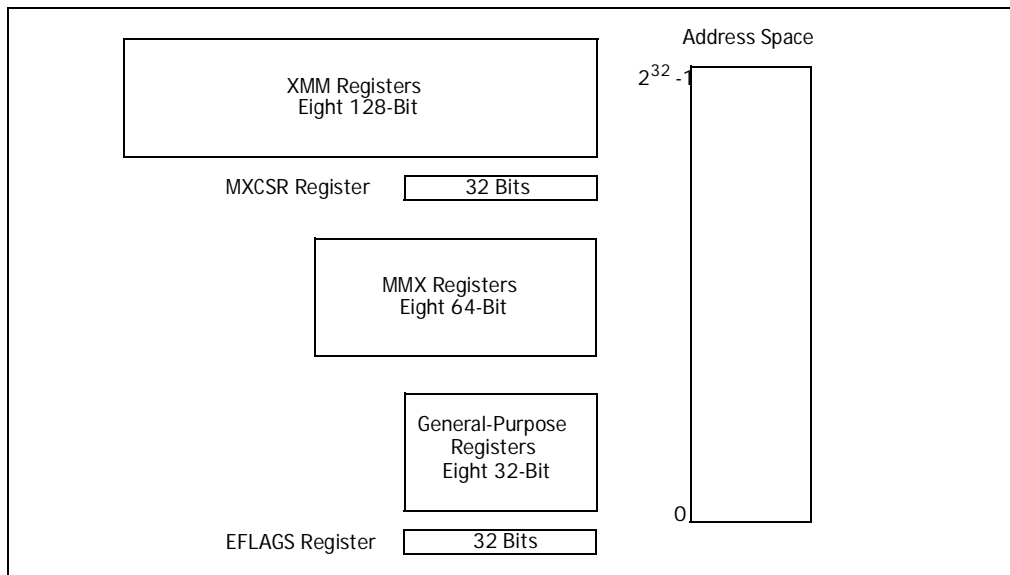 Address Space
2^32 -1
XMM Registers
Eight 128-Bit
MXCSR Register
32 Bits
MMX Registers
Eight 64-Bit
General-Purpose
Registers
Eight 32-Bit
0
EFLAGS Register
32 Bits